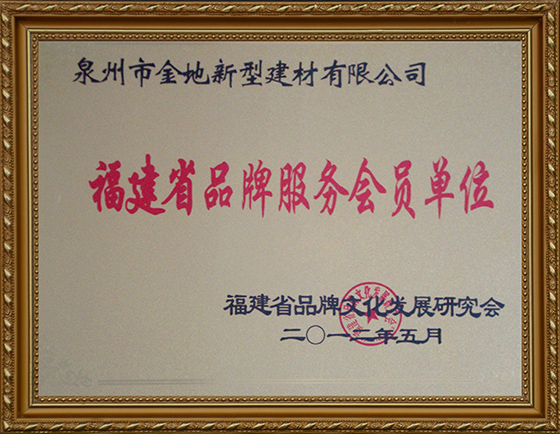 泉州市金地新型建材有限公司
福建省品牌服务会员单位
福建省品牌文化发展研究会
二〇一二年五月